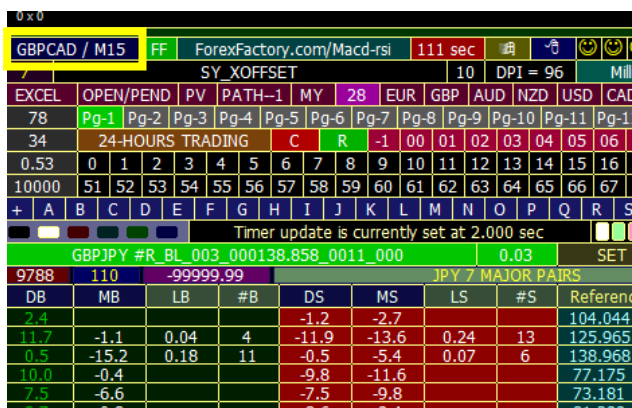 0 x 0
GBPCAD / M15 FF ForexFactory.com/Macd-rsi 111 sec
7 SY_XOFFSET 10 DPI = 96 Mill
EXCEL OPEN/PEND PV PATH--1 MY 28 EUR GBP AUD NZD USD CAD
78 Pg-1 Pg-2 Pg-3 Pg-4 Pg-5 Pg-6 Pg-7 Pg-8 Pg-9 Pg-10 Pg-11 Pg-1
34 24-HOURS TRADING C R -1 00 01 02 03 04 05 06
0.53 0 1 2 3 4 5 6 7 8 9 10 11 12 13 14 15 16
10000 51 52 53 54 55 56 57 58 59 60 61 62 63 64 65 66 67
+ A B C D E F G H I J K L M N O P Q R S
Timer update is currently set at 2.000 sec
GBPJPY #R_BL_003_000138.858_0011_000 0.03 SET
9788 110 -99999.99 JPY 7 MAJOR PAIRS
DB MB LB #B DS MS LS #S Referenc
2.4 -1.2 -2.7 104.044
11.7 -1.1 0.04 4 -11.9 -13.6 0.24 13 125.965
0.5 -15.2 0.18 11 -0.5 -5.4 0.07 6 138.968
10.0 -0.4 -9.8 -11.6 77.175
7.5 -6.6 -7.5 -9.8 73.181